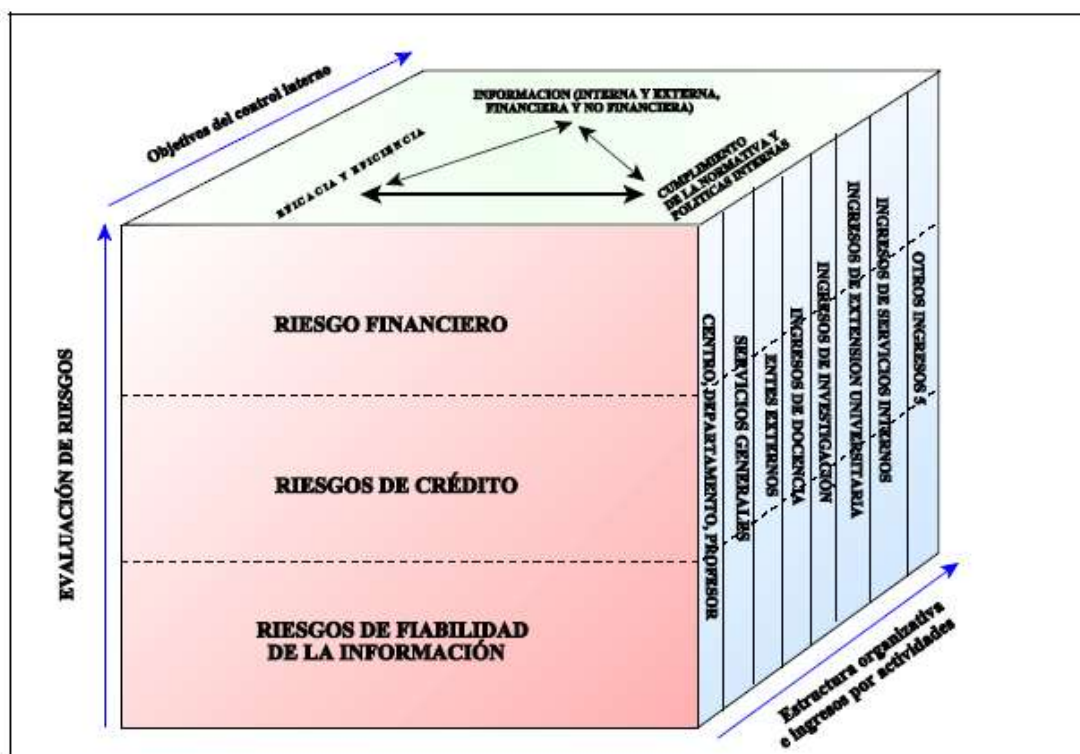 Objetivos del control interno
INFORMACION (INTERNA Y EXTERNA,
FINANCIERA Y NO FINANCIERA)
EFICACIA Y EFICIENCIA
CUMPLIMIENTO
DE LA NORMATIVA Y
POLITICAS INTERNAS
EVALUACIÓN DE RIESGOS
RIESGO FINANCIERO
RIESGOS DE CRÉDITO
RIESGOS DE FIABILIDAD
DE LA INFORMACIÓN
CENTRO, DEPARTAMENTO, PROFESOR
SERVICIOS GENERALES
ENTES EXTERNOS
INGRESOS DE DOCENCIA
INGRESOS DE INVESTIGACIÓN
INGRESOS DE EXTENSION UNIVERSITARIA
INGRESOS DE SERVICIOS INTERNOS
OTROS INGRESOS 5
Estructura organizativa
e ingresos por actividades